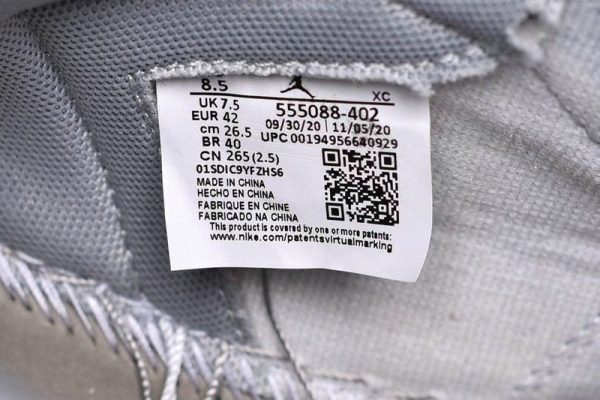 8.5 XC
UK 7.5 555088-402
EUR 42 09/30/20 11/05/20
cm 26.5 UPC 00194956640929
BR 40
CN 265 (2.5)
01SDIC9YFZHS6
MADE IN CHINA
HECHO EN CHINA
FABRIQUE EN CHINE
FABRICADO NA CHINA
This product is covered by one or more patents:
www.nike.com/patentsvirtualmarking